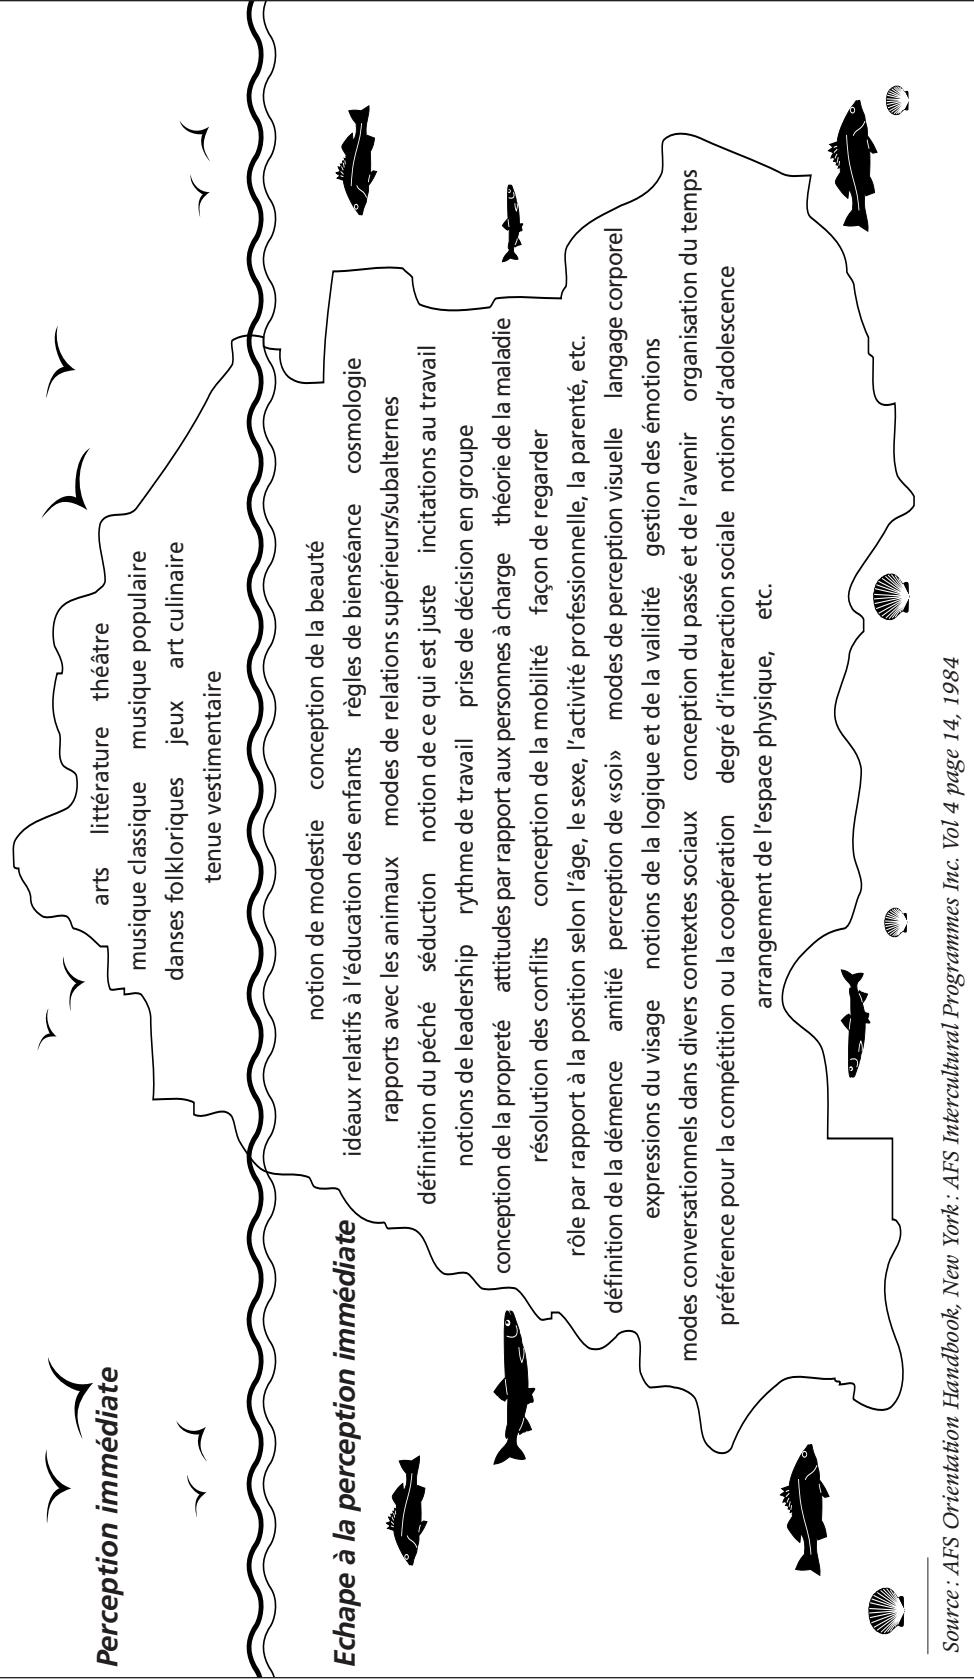 Perception immédiate
arts littérature théâtre
musique classique musique populaire
danses folkloriques jeux art culinaire
tenue vestimentaire
Echape à la perception immédiate
notion de modestie conception de la beauté
idéaux relatifs à l'éducation des enfants règles de bienséance cosmologie
rapports avec les animaux modes de relations supérieurs/subalternes
définition du péché séduction notion de ce qui est juste incitations au travail
notions de leadership rythme de travail prise de décision en groupe
conception de la propreté attitudes par rapport aux personnes à charge théorie de la maladie
résolution des conflits conception de la mobilité façon de regarder
rôle par rapport à la position selon l'âge, le sexe, l'activité professionnelle, la parenté, etc.
définition de la démence amitié perception de «soi» modes de perception visuelle langage corporel
expressions du visage notions de la logique et de la validité gestion des émotions
modes conversationnels dans divers contextes sociaux conception du passé et de l'avenir organisation du temps
préférence pour la compétition ou la coopération degré d'interaction sociale notions d'adolescence
arrangement de l'espace physique, etc.
Source : AFS Orientation Handbook, New York : AFS Intercultural Programmes Inc. Vol 4 page 14, 1984